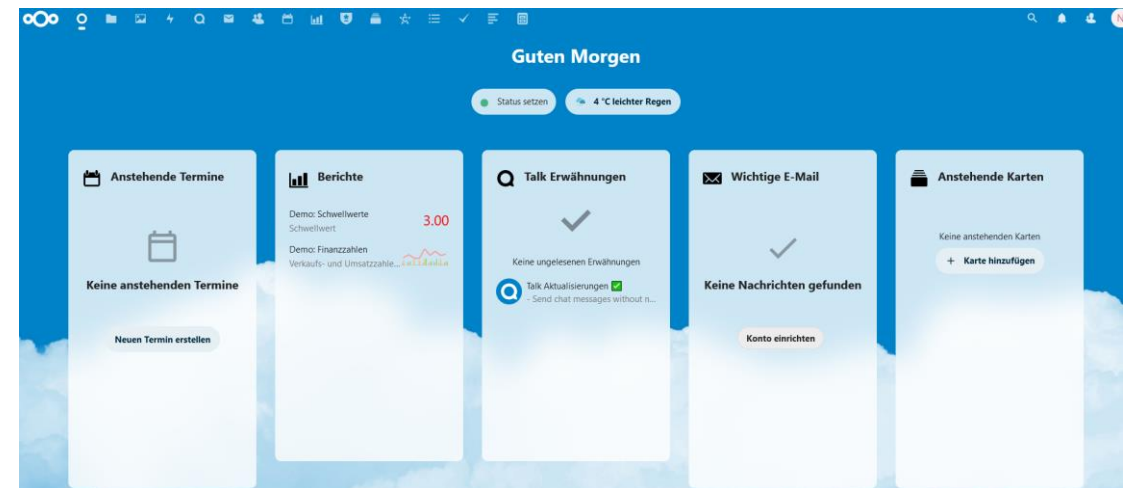 N
Guten Morgen
Status setzen
4 °C leichter Regen
Anstehende Termine
Keine anstehenden Termine
Neuen Termin erstellen
Berichte
Demo: Schwellwerte
Schwellwert
3.00
Demo: Finanzzahlen
Verkaufs- und Umsatzzahle...
Talk Erwähnungen
Keine ungelesenen Erwähnungen
Talk Aktualisierungen ✅
- Send chat messages without n...
Wichtige E-Mail
Keine Nachrichten gefunden
Konto einrichten
Anstehende Karten
Keine anstehenden Karten
+ Karte hinzufügen